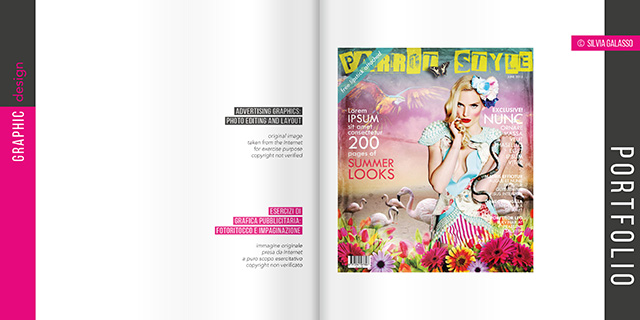 GRAPHIC design
ADVERTISING GRAPHICS:
PHOTO EDITING AND LAYOUT
original image
taken from the Internet
for exercise purpose
copyright not verified
ESERCIZI DI
GRAFICA PUBBLICITARIA:
FOTORITOCCO E IMPAGINAZIONE
immagine originale
presa da Internet
a puro scopo esercitativo
copyright non verificato
PARROT STYLE
Lorem
IPSUM
sit amet
consectetur
200
pages of
SUMMER
LOOKS
EXCLUSIVE!
NUNC
ORNARE
© SILVIA GALASSO
PORTFOLIO